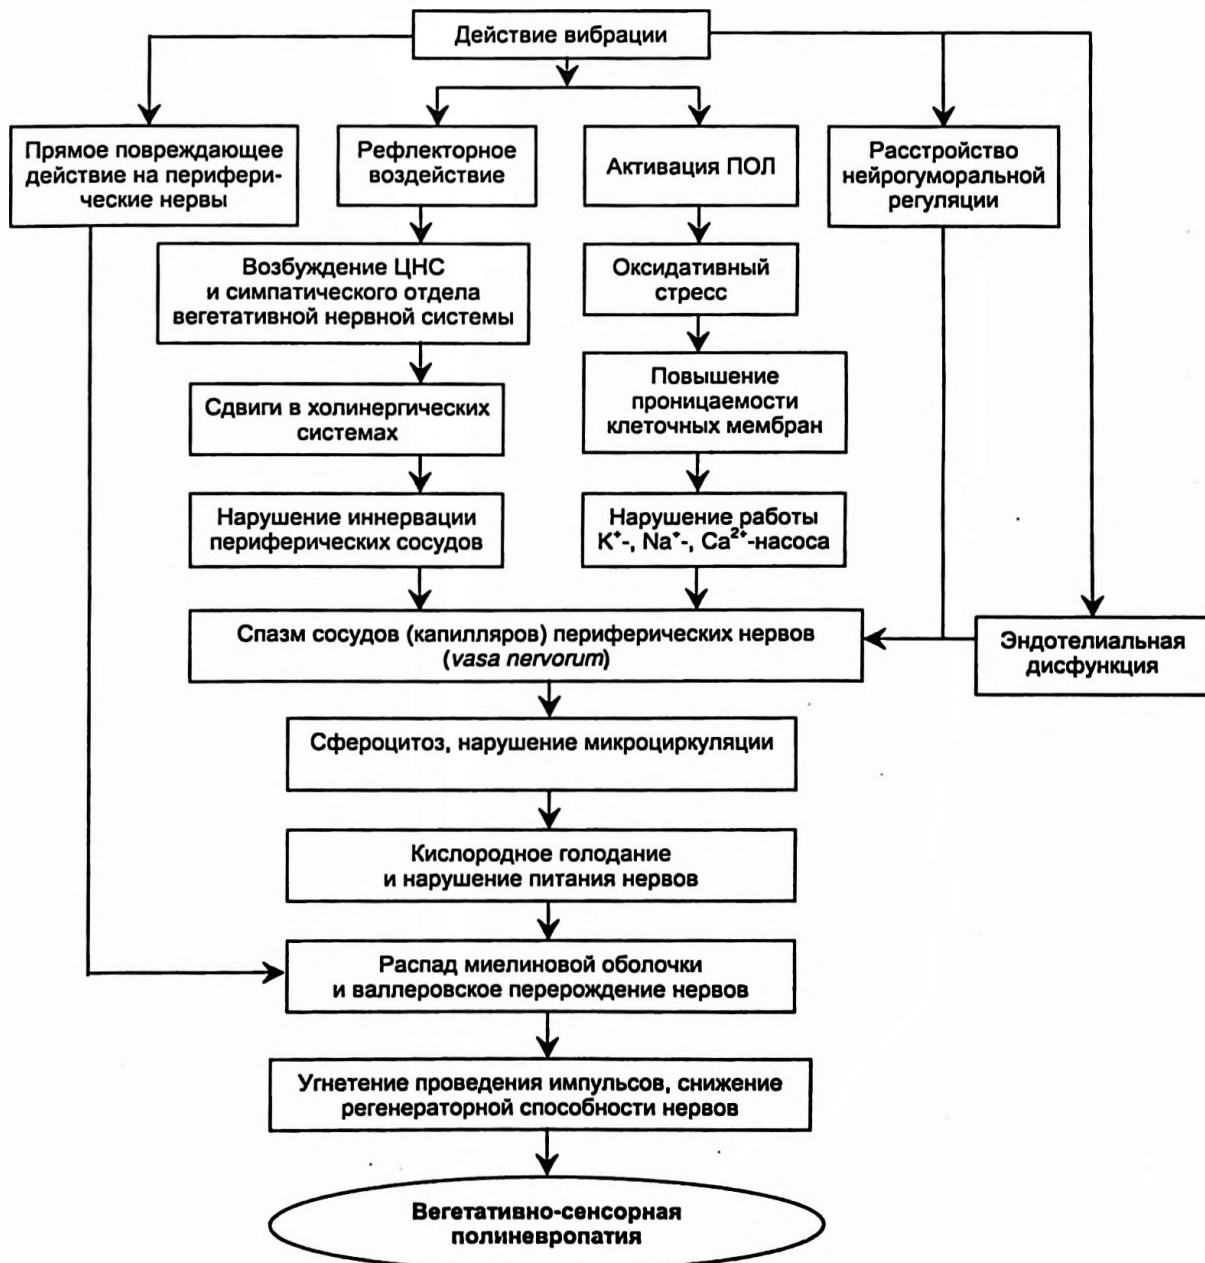 Действие вибрации
Прямое повреждающее
действие на перифери-
ческие нервы
Рефлекторное
воздействие
Активация ПОЛ
Расстройство
нейрогуморальной
регуляции
Возбуждение ЦНС
и симпатического отдела
вегетативной нервной системы
Оксидативный
стресс
Сдвиги в холинергических
системах
Повышение
проницаемости
клеточных мембран
Нарушение иннервации
периферических сосудов
Нарушение работы
K⁺-, Na⁺-, Ca²⁺-насоса
Спазм сосудов (капилляров) периферических нервов
(vasa nervorum)
Эндотелиальная
дисфункция
Сфероцитоз, нарушение микроциркуляции
Кислородное голодание
и нарушение питания нервов
Распад миелиновой оболочки
и валлеровское перерождение нервов
Угнетение проведения импульсов, снижение
регенераторной способности нервов
Вегетативно-сенсорная
полиневропатия